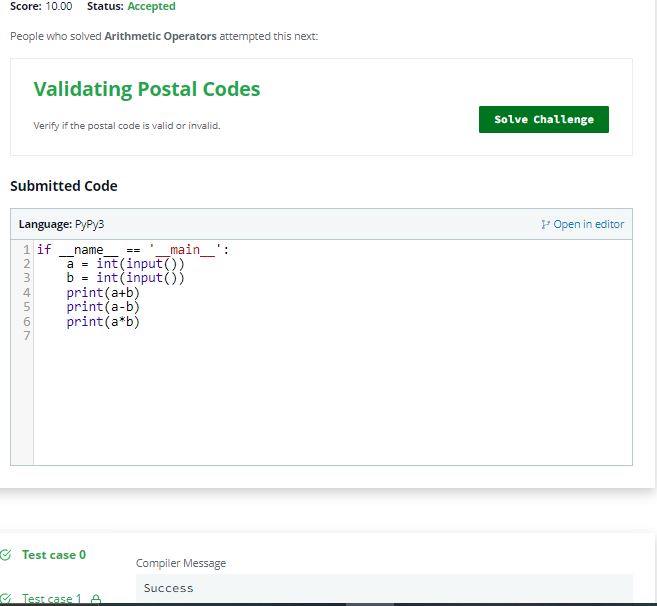 Score: 10.00 Status: Accepted
People who solved Arithmetic Operators attempted this next:
Validating Postal Codes
Verify if the postal code is valid or invalid.
Solve Challenge
Submitted Code
Language: PyPy3
Open in editor
1 if __name__ == '__main__':
2     a = int(input())
3     b = int(input())
4     print(a+b)
5     print(a-b)
6     print(a*b)
7
Test case 0
Compiler Message
Success
Test case 1